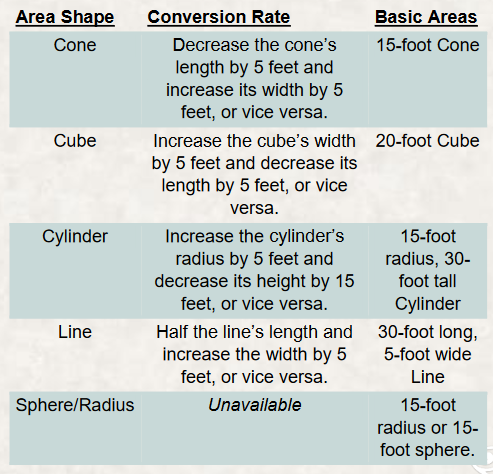 Area Shape Conversion Rate Basic Areas
Cone
Decrease the cone's
length by 5 feet and
increase its width by 5
feet, or vice versa.
15-foot Cone
Cube
Increase the cube's width
by 5 feet and decrease its
length by 5 feet, or vice
versa.
20-foot Cube
Cylinder
Increase the cylinder's
radius by 5 feet and
decrease its height by 15
feet, or vice versa.
15-foot
radius, 30-
foot tall
Cylinder
Line
Half the line's length and
increase the width by 5
feet, or vice versa.
30-foot long,
5-foot wide
Line
Sphere/Radius
Unavailable
15-foot
radius or 15-
foot sphere.